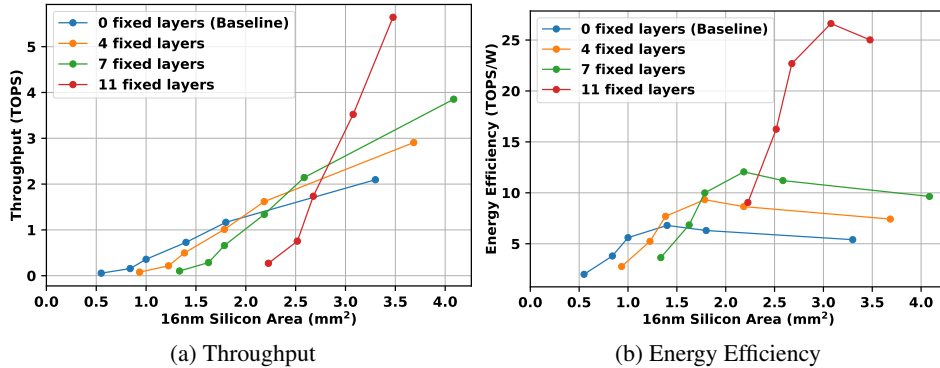 0 fixed layers (Baseline)
4 fixed layers
7 fixed layers
11 fixed layers
Throughput (TOPS)
5
4
3
2
1
0
0.0 0.5 1.0 1.5 2.0 2.5 3.0 3.5 4.0
16nm Silicon Area (mm²)
(a) Throughput
0 fixed layers (Baseline)
4 fixed layers
7 fixed layers
11 fixed layers
Energy Efficiency (TOPS/W)
25
20
15
10
5
0.0 0.5 1.0 1.5 2.0 2.5 3.0 3.5 4.0
16nm Silicon Area (mm²)
(b) Energy Efficiency